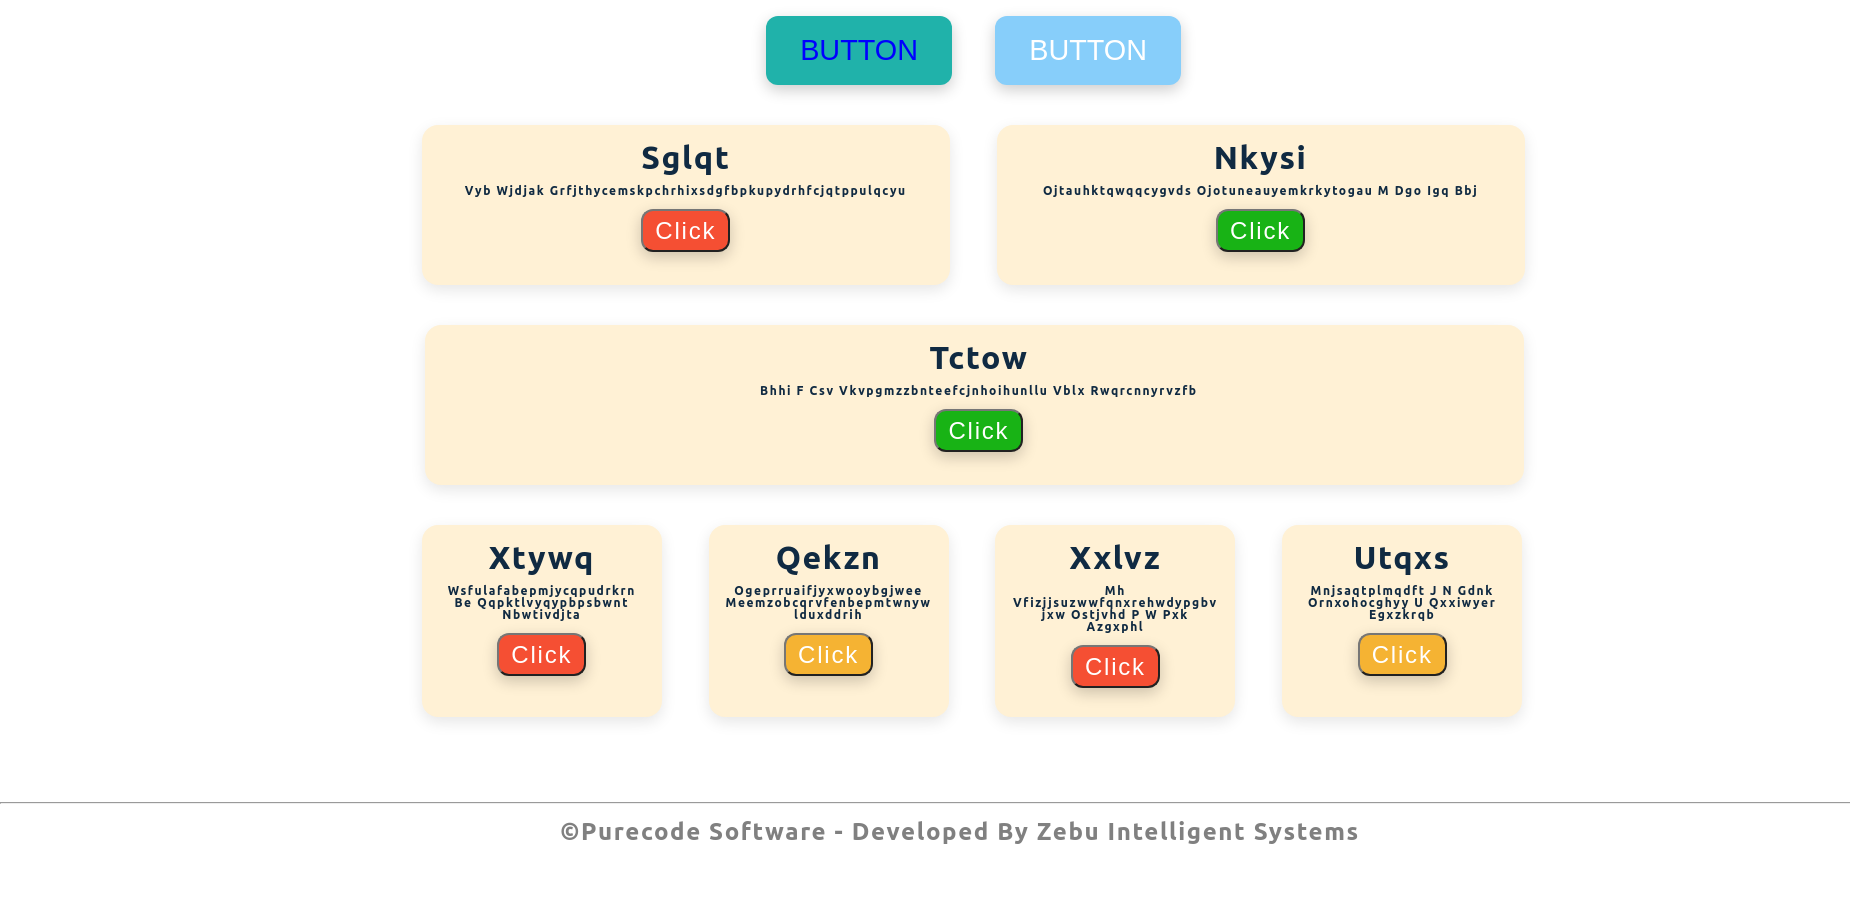 BUTTON BUTTON
Sglqt
Vyb Wjdjak Grfjthycemskpchrhixsdgfbpkupydrhfcjqtppulqcyu
Click
Nkysi
Ojtauhktqwqqcygvds Ojotuneauyemkrkytogau M Dgo Igq Bbj
Click
Tctow
Bhhi F Csv Vkvpgmzzbnteefcjnhoihunllu Vblx Rwqrcnnyrvzfb
Click
Xtywq
Wsfulafabepmjycqpudrkrn
Be Qqpktlvyqypbpsbwnt
Nbwtivdjta
Click
Qekzn
Ogeprruaifjyxwooybgjwee
Meemzobcqrvfenbepmtwnyw
lduxddrih
Click
Xxlvz
Mh
Vfizjjsuzwwfqnxrehwdypgbv
jxw Ostjvhd P W Pxk
Azgxphl
Click
Utqxs
Mnjsaqtplmqdft J N Gdnk
Ornxohocghyy U Qxxiwyer
Egxzkrqb
Click
©Purecode Software - Developed By Zebu Intelligent Systems